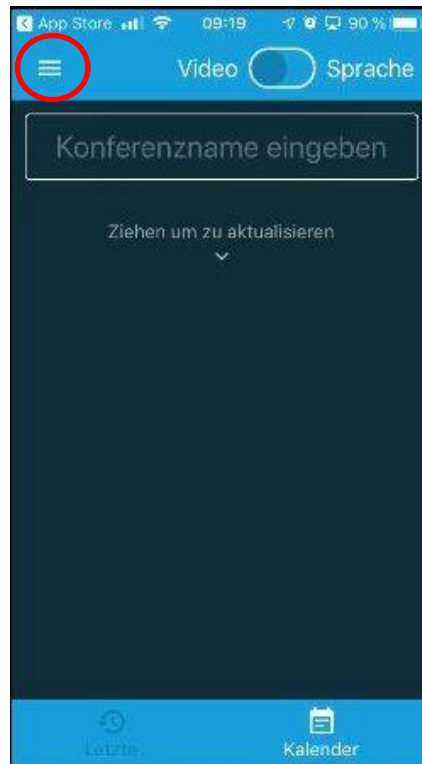 App Store 09:19 90 %
Video Sprache
Konferenzname eingeben
Ziehen um zu aktualisieren
Letzte Kalender